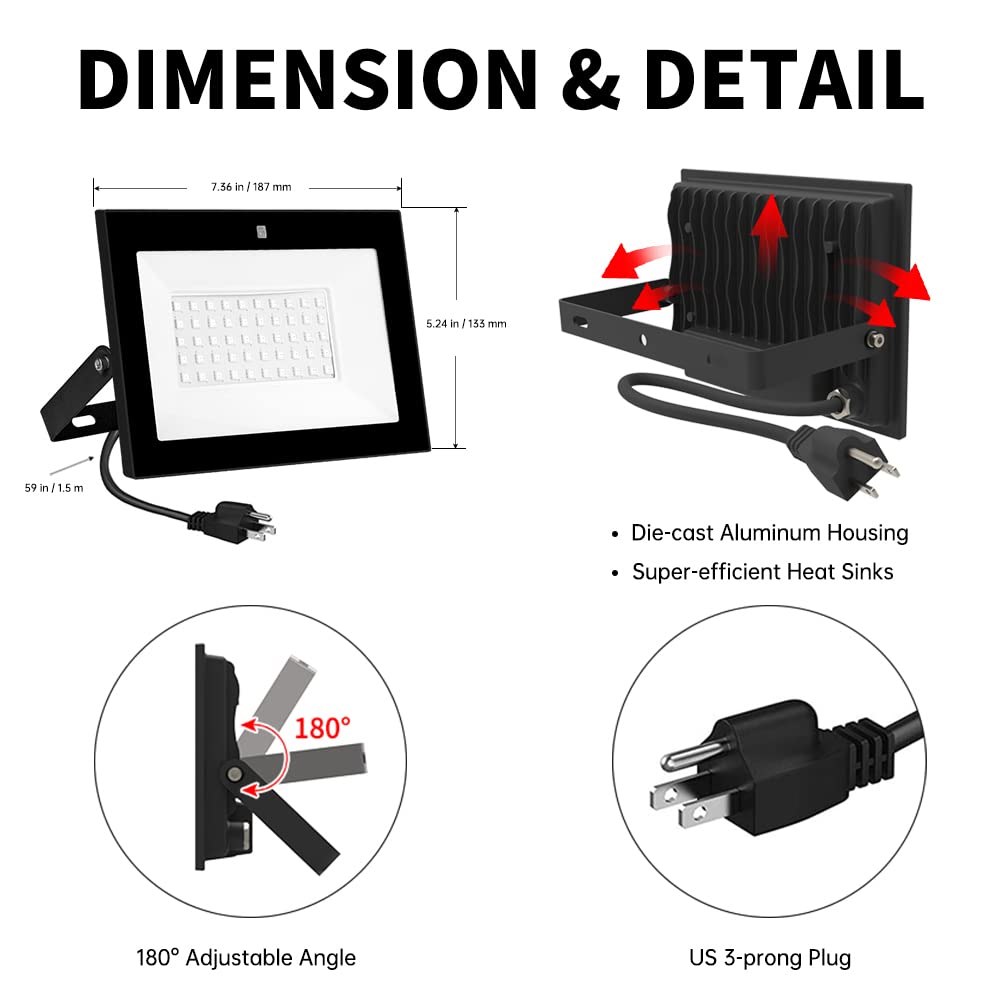 DIMENSION & DETAIL
7.36 in / 187 mm
5.24 in / 133 mm
59 in / 1.5 m
• Die-cast Aluminum Housing
• Super-efficient Heat Sinks
180°
180° Adjustable Angle
US 3-prong Plug